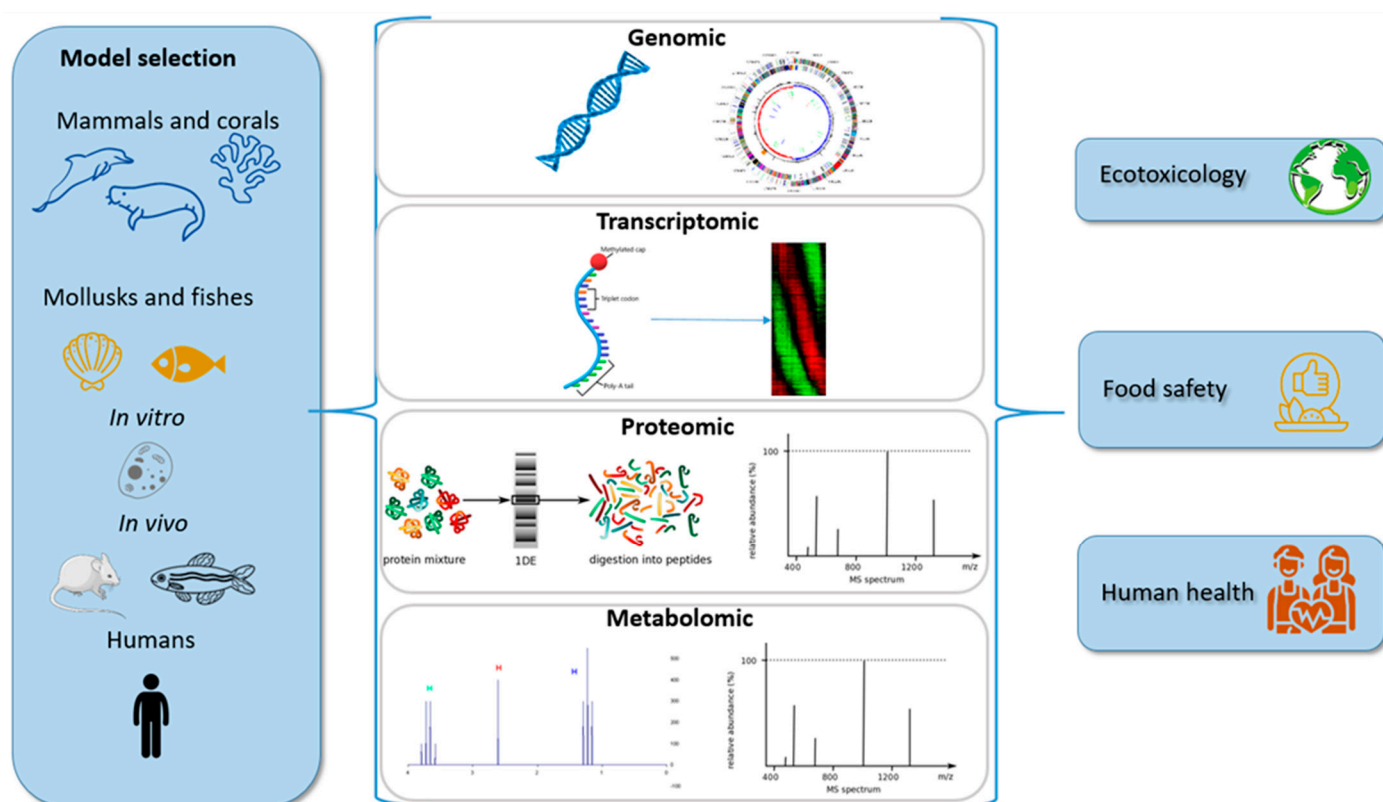 Model selection
Mammals and corals
Mollusks and fishes
In vitro
In vivo
Humans
Genomic
Transcriptomic
Methylated cap
Triplet codon
Poly-A tail
Proteomic
protein mixture
1DE
digestion into peptides
relative abundance (%)
100
400
800
1200
m/z
MS spectrum
Metabolomic
H
H
H
500
400
300
200
100
0
-100
4
3
2
1
0
relative abundance (%)
100
400
800
1200
m/z
MS spectrum
Ecotoxicology
Food safety
Human health